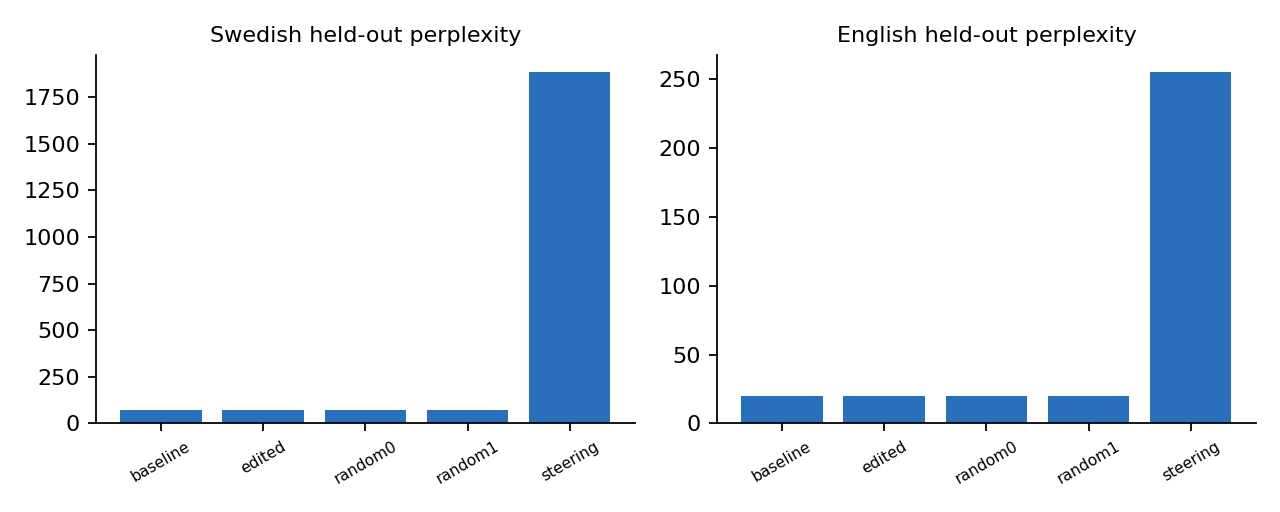 Swedish held-out perplexity
1750
1500
1250
1000
750
500
250
0
baseline
edited
random0
random1
steering
English held-out perplexity
250
200
150
100
50
0
baseline
edited
random0
random1
steering